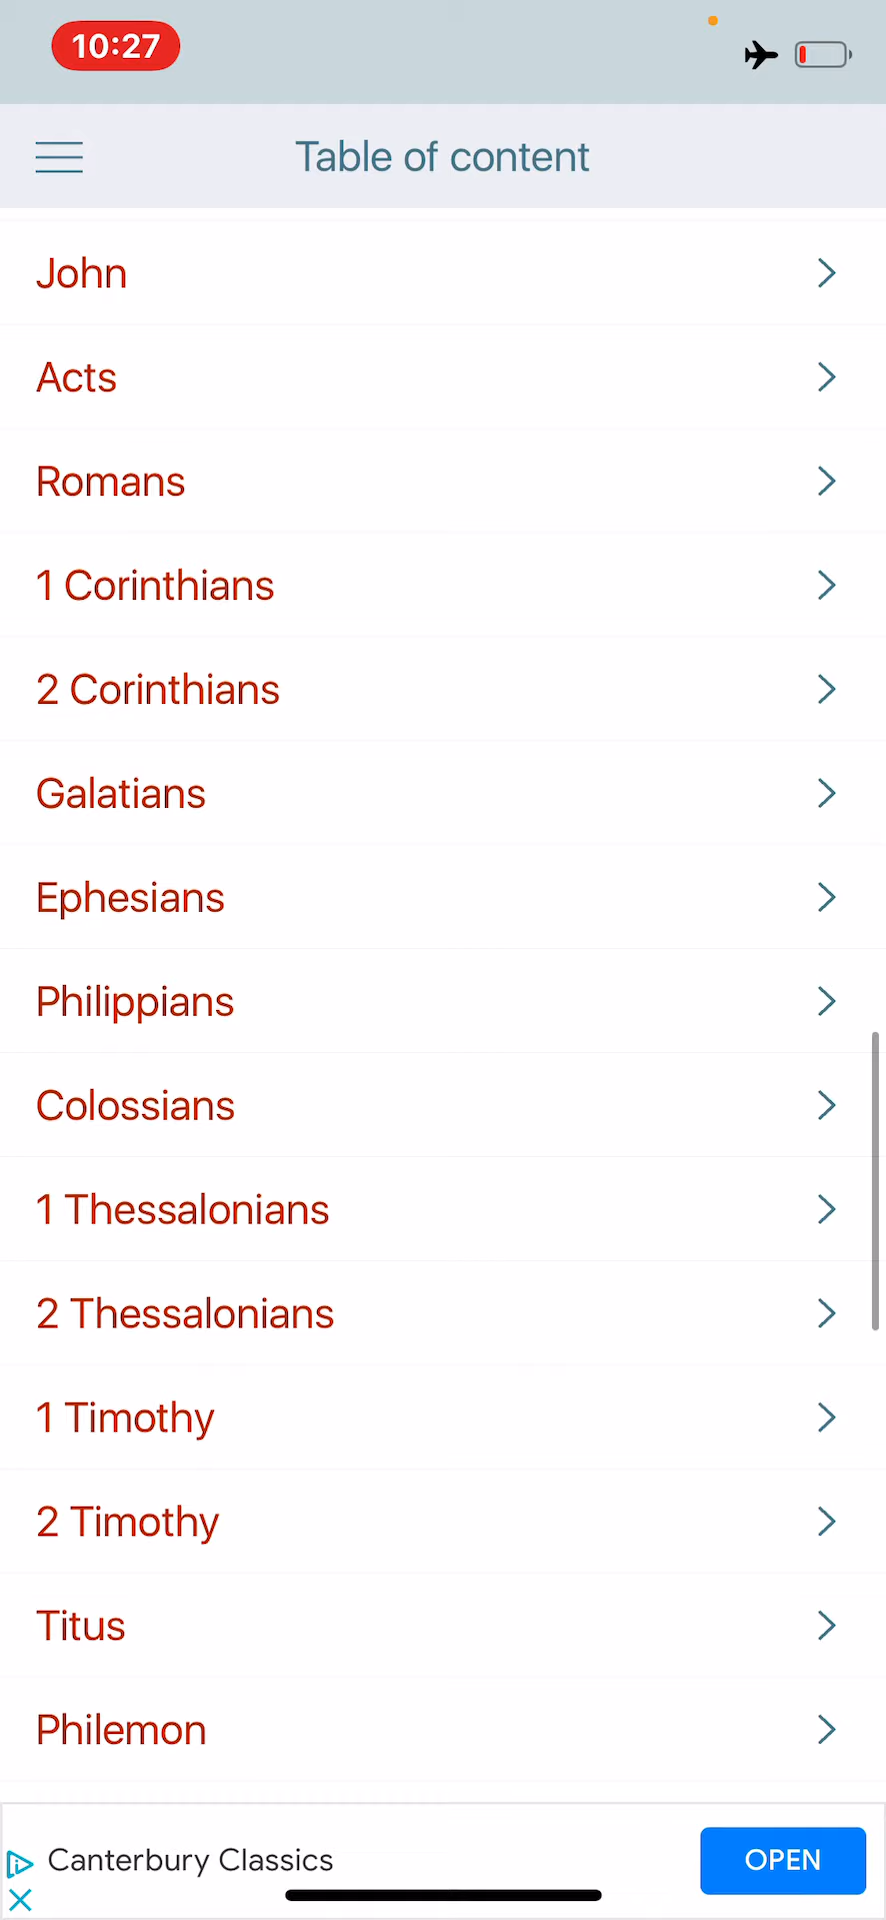 10:27
Table of content
John
Acts
Romans
1 Corinthians
2 Corinthians
Galatians
Ephesians
Philippians
Colossians
1 Thessalonians
2 Thessalonians
1 Timothy
2 Timothy
Titus
Philemon
Canterbury Classics
OPEN